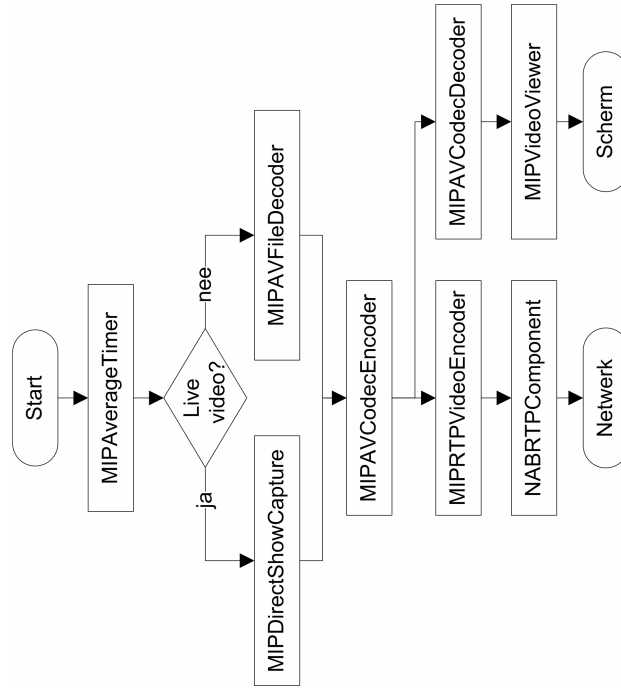 Start
MIPAverageTimer
Live
video?
ja
nee
MIPDirectShowCapture
MIPAVFileDecoder
MIPAVCodecEncoder
MIPRTPVideoEncoder
MIPAVCodecDecoder
NABRTPComponent
MIPVideoViewer
Netwerk
Scherm